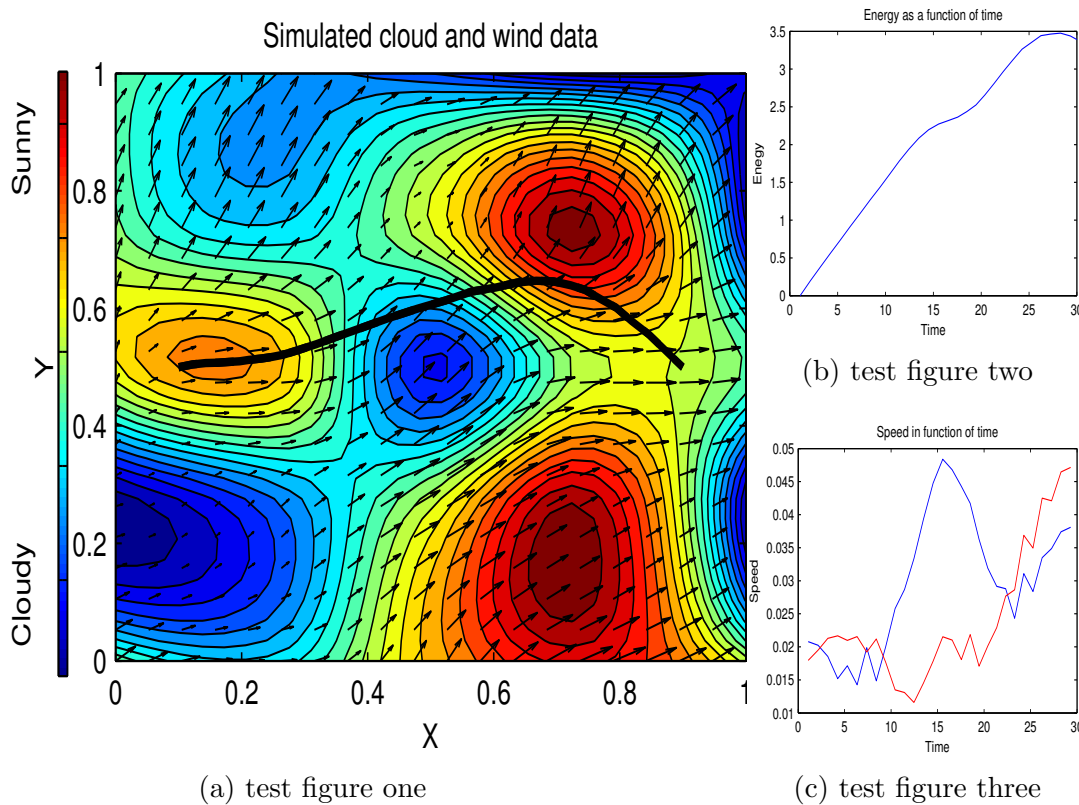 Simulated cloud and wind data
Sunny
Cloudy
Y
1
0.8
0.6
0.4
0.2
0
0 0.2 0.4 0.6 0.8 1
X
(a) test figure one
Energy as a function of time
Enegy
3.5
3
2.5
2
1.5
1
0.5
0
0 5 10 15 20 25 30
Time
(b) test figure two
Speed in function of time
Speed
0.05
0.045
0.04
0.035
0.03
0.025
0.02
0.015
0.01
0 5 10 15 20 25 30
Time
(c) test figure three